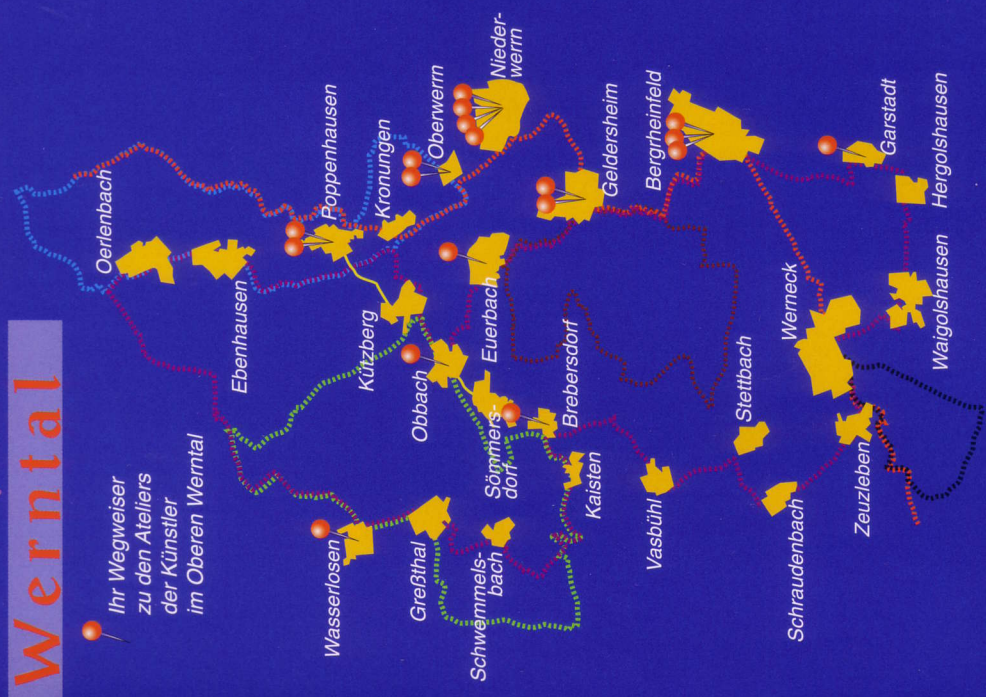 Werntal
Ihr Wegweiser
zu den Ateliers
der Künstler
im Oberen Werntal
Oerlenbach
Ebenhausen
Poppenhausen
Wasserlosen
Kützberg
Kronungen
Greßthal
Obbach
Oberwerrn
Schwemmels-
bach
Euerbach
Sömmers-
dorf
Nieder-
werrn
Brebersdorf
Kaisten
Geldersheim
Vasbühl
Bergrheinfeld
Stettbach
Werneck
Schraudenbach
Zeuzleben
Garstadt
Waigolshausen
Hergolshausen